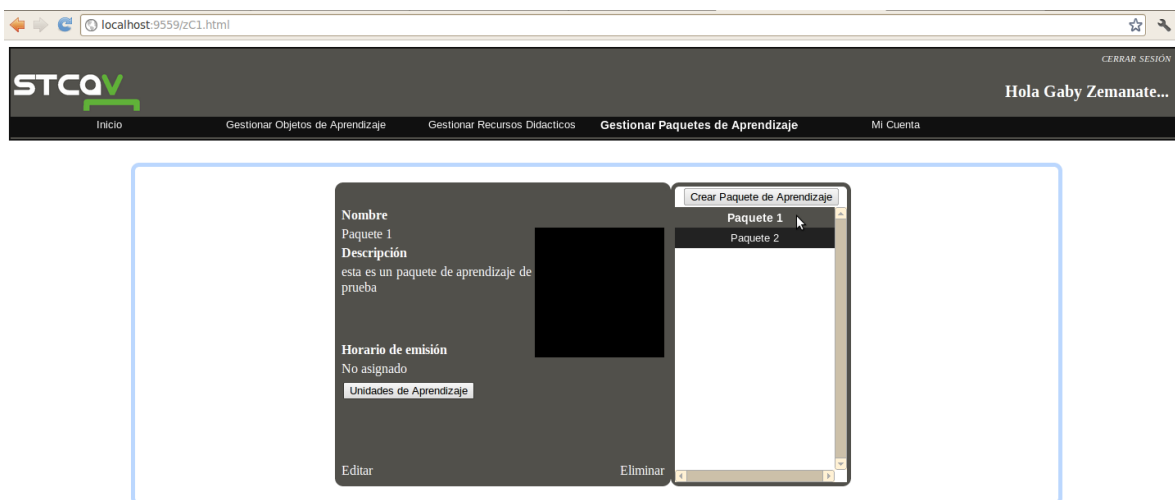 localhost:9559/zC1.html
CERRAR SESIÓN
STCAV
Hola Gaby Zemanate...
Inicio Gestionar Objetos de Aprendizaje Gestionar Recursos Didacticos Gestionar Paquetes de Aprendizaje Mi Cuenta
Nombre
Paquete 1
Descripción
esta es un paquete de aprendizaje de
prueba
Horario de emisión
No asignado
Unidades de Aprendizaje
Editar Eliminar
Crear Paquete de Aprendizaje
Paquete 1
Paquete 2